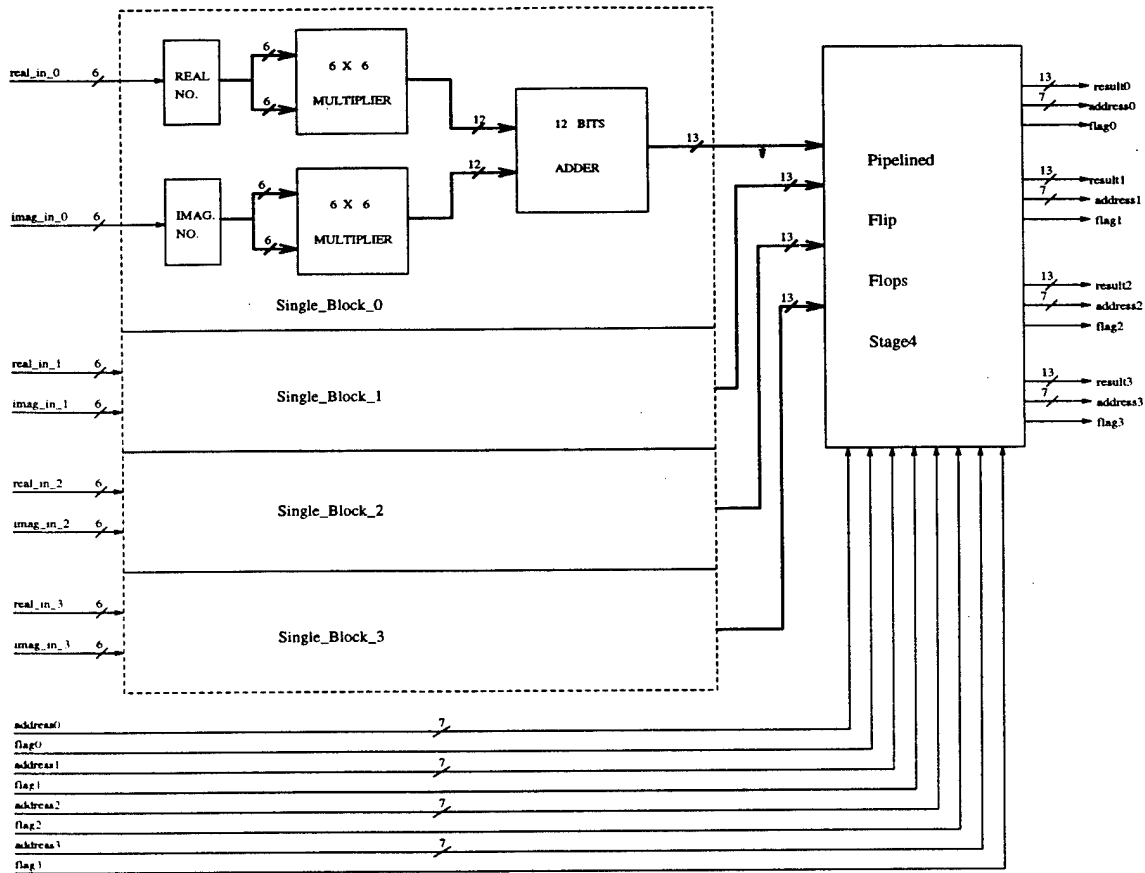 real_in_0
6
REAL
NO.
6
6
6 X 6
MULTIPLIER
12
12 BITS
ADDER
13
imag_in_0
6
IMAG.
NO.
6
6
6 X 6
MULTIPLIER
12
Single_Block_0
real_in_1
6
imag_in_1
6
Single_Block_1
13
real_in_2
6
imag_in_2
6
Single_Block_2
13
real_in_3
6
imag_in_3
6
Single_Block_3
13
Pipelined
Flip
Flops
Stage4
13
result0
7
address0
flag0
13
result1
7
address1
flag1
13
result2
7
address2
flag2
13
result3
7
address3
flag3
address0
7
flag0
address1
7
flag1
address2
7
flag2
address3
7
flag3